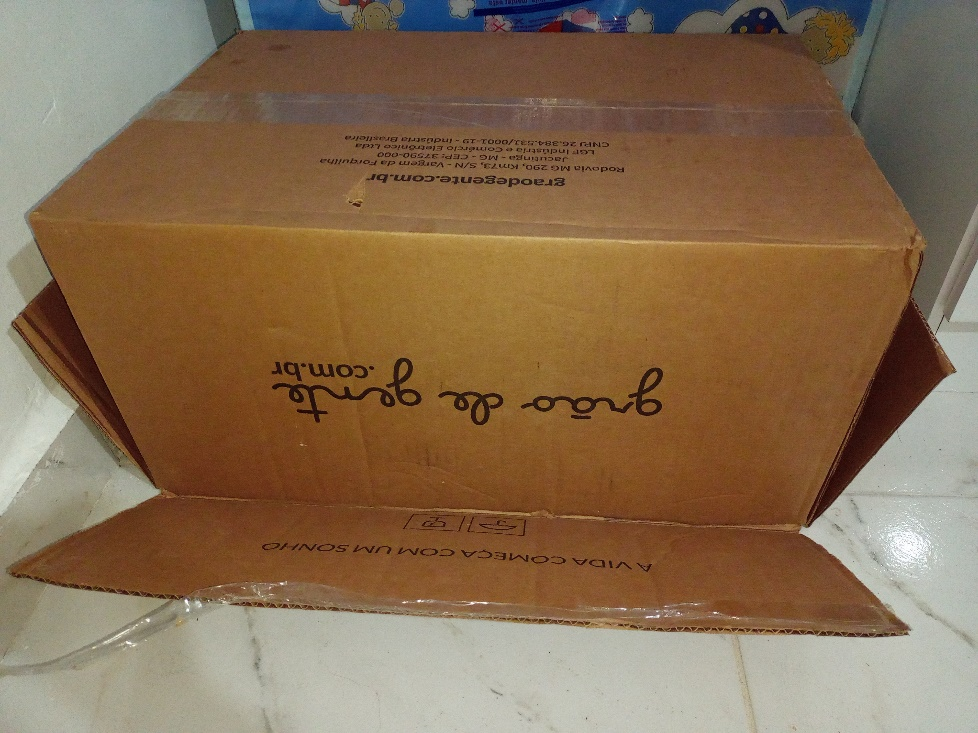 graodegente.com.br
Rodovia MG 290, Km73, S/N - Vargem da Forquilha
Jacutinga - MG - CEP: 37590-000
LGF Indústria e Comércio Eletrônico Ltda
CNPJ 26.384.531/0001-19 - Indústria Brasileira
grão de gente
.com.br
A VIDA COMEÇA COM UM SONHO